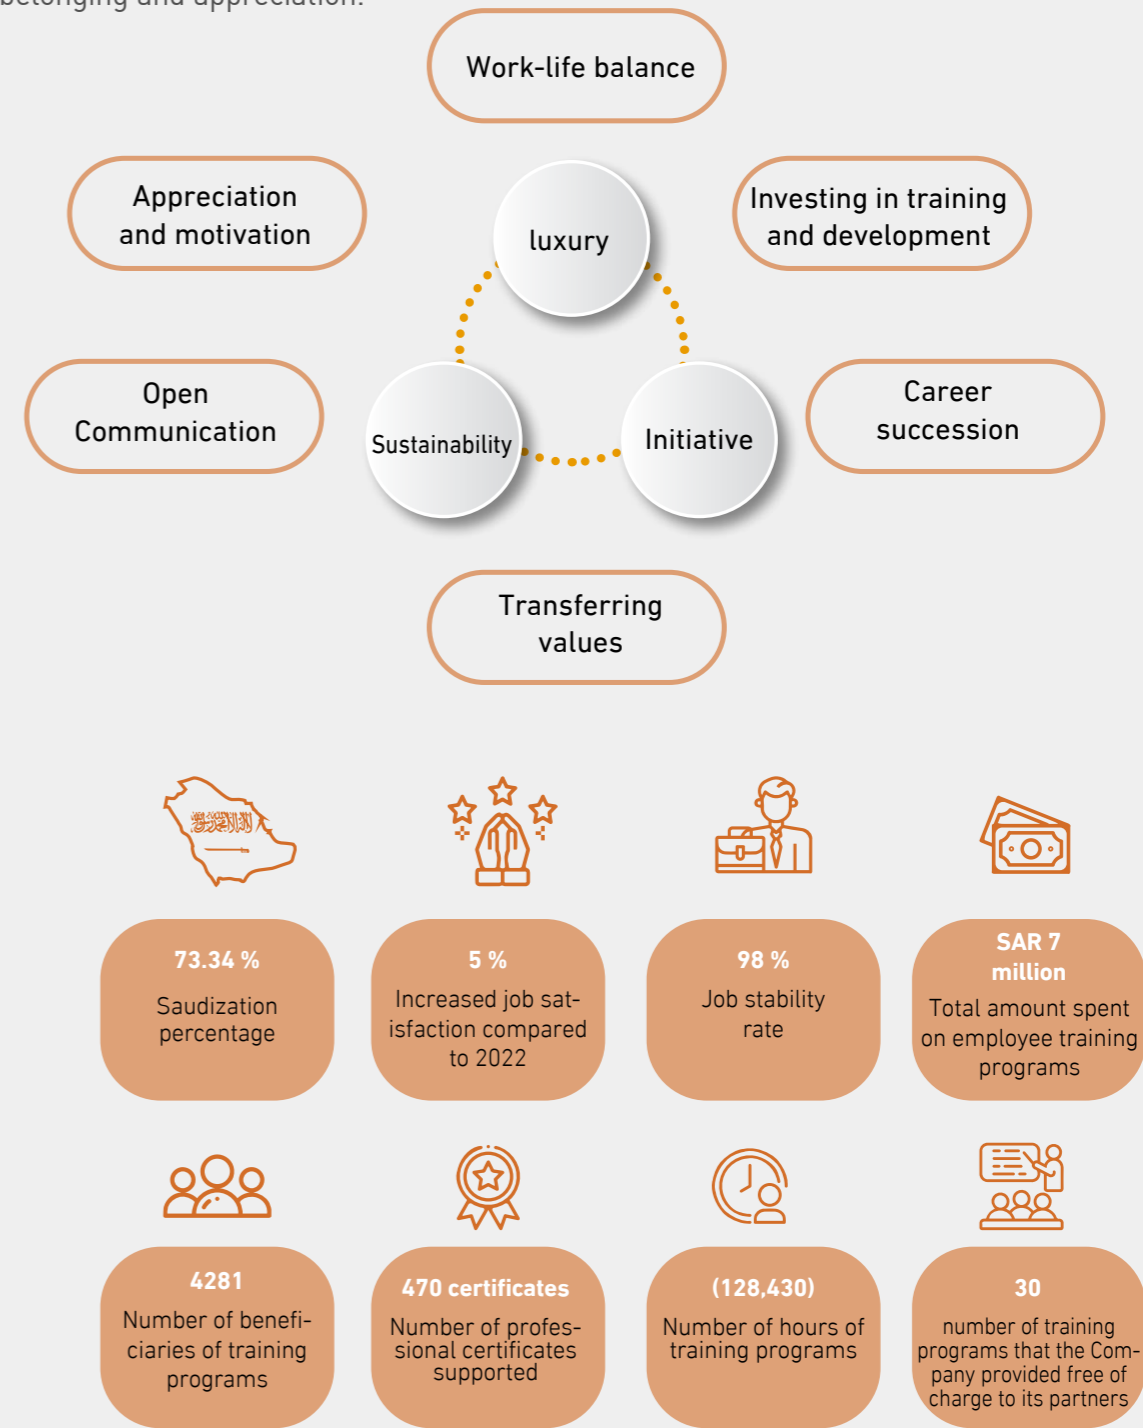 belonging and appreciation.
Work-life balance
Appreciation
and motivation
luxury
Investing in training
and development
Open
Communication
Sustainability
Initiative
Career
succession
Transferring
values
73.34 %
Saudization
percentage
5 %
Increased job sat-
isfaction compared
to 2022
98 %
Job stability
rate
SAR 7
million
Total amount spent
on employee training
programs
4281
Number of benefi-
ciaries of training
programs
470 certificates
Number of profes-
sional certificates
supported
(128,430)
Number of hours of
training programs
30
number of training
programs that the Com-
pany provided free of
charge to its partners